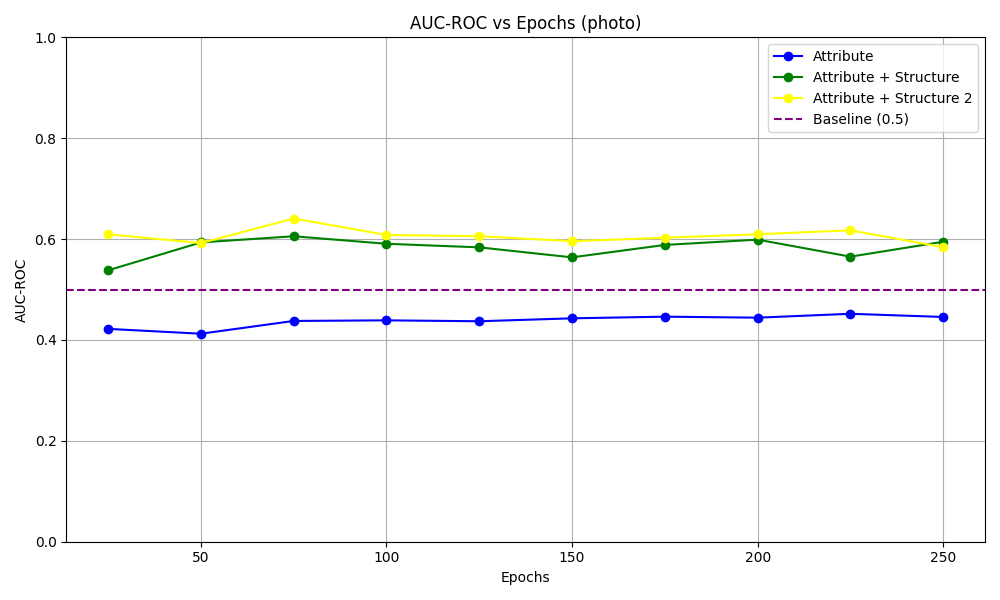 AUC-ROC vs Epochs (photo)
Attribute
Attribute + Structure
Attribute + Structure 2
Baseline (0.5)
AUC-ROC
1.0
0.8
0.6
0.4
0.2
0.0
50
100
150
200
250
Epochs